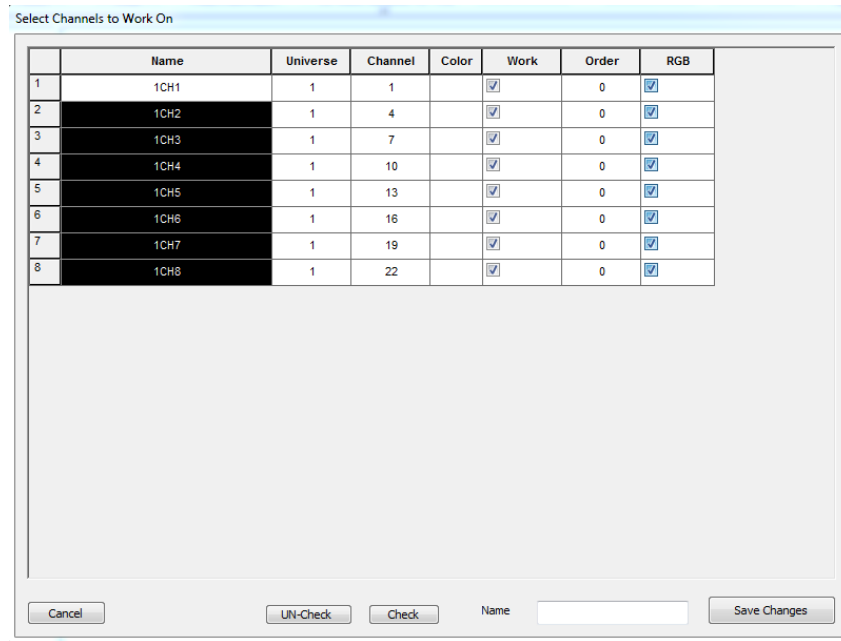 Select Channels to Work On
Name Universe Channel Color Work Order RGB
1 1CH1 1 1 0
2 1CH2 1 4 0
3 1CH3 1 7 0
4 1CH4 1 10 0
5 1CH5 1 13 0
6 1CH6 1 16 0
7 1CH7 1 19 0
8 1CH8 1 22 0
Cancel UN-Check Check Name Save Changes